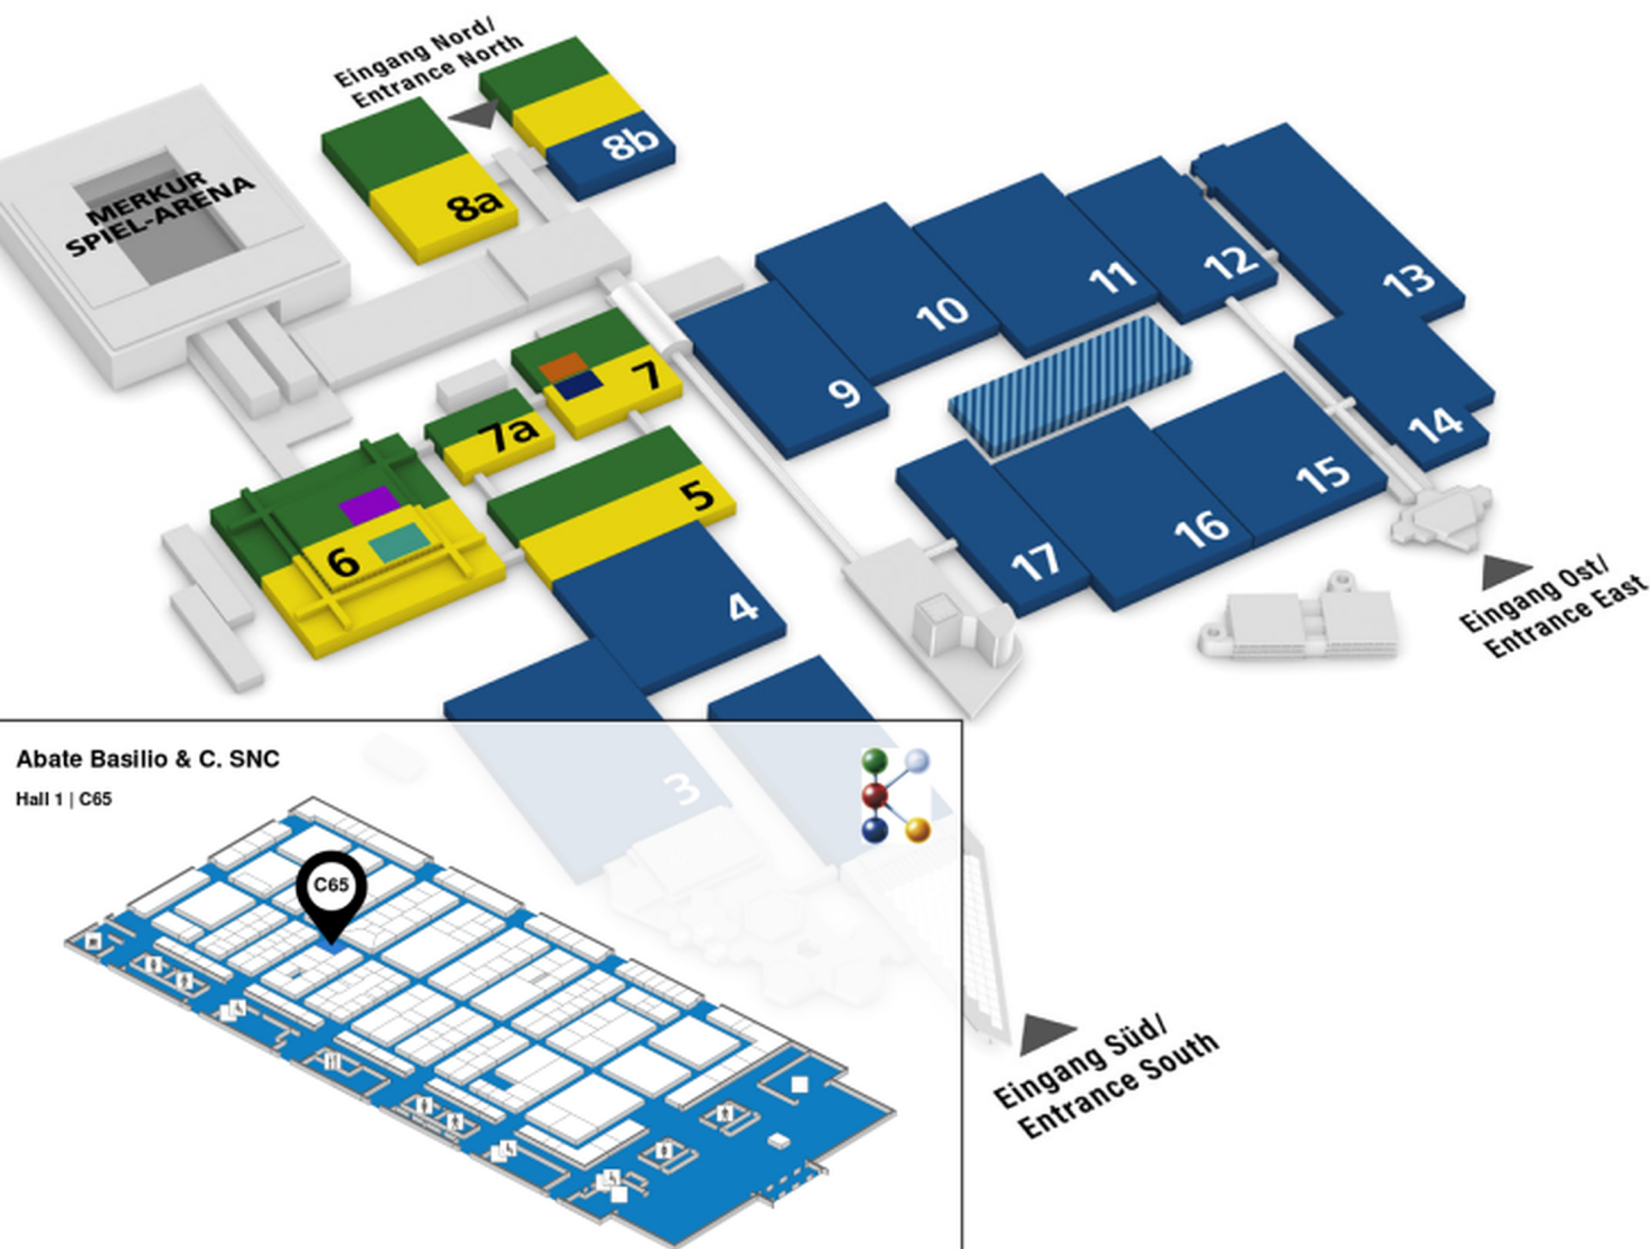 Eingang Nord/
Entrance North
MERKUR
SPIEL-ARENA
8b
8a
13
12
11
10
9
7
7a
14
15
5
16
6
17
4
Eingang Ost/
Entrance East
3
Abate Basilio & C. SNC
Hall 1 | C65
C65
Eingang Süd/
Entrance South